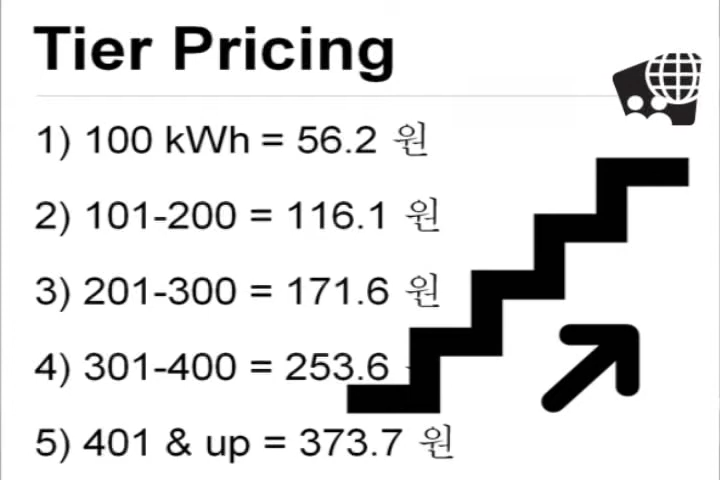 Tier Pricing
1) 100 kWh = 56.2 원
2) 101-200 = 116.1 원
3) 201-300 = 171.6 원
4) 301-400 = 253.6
5) 401 & up = 373.7 원